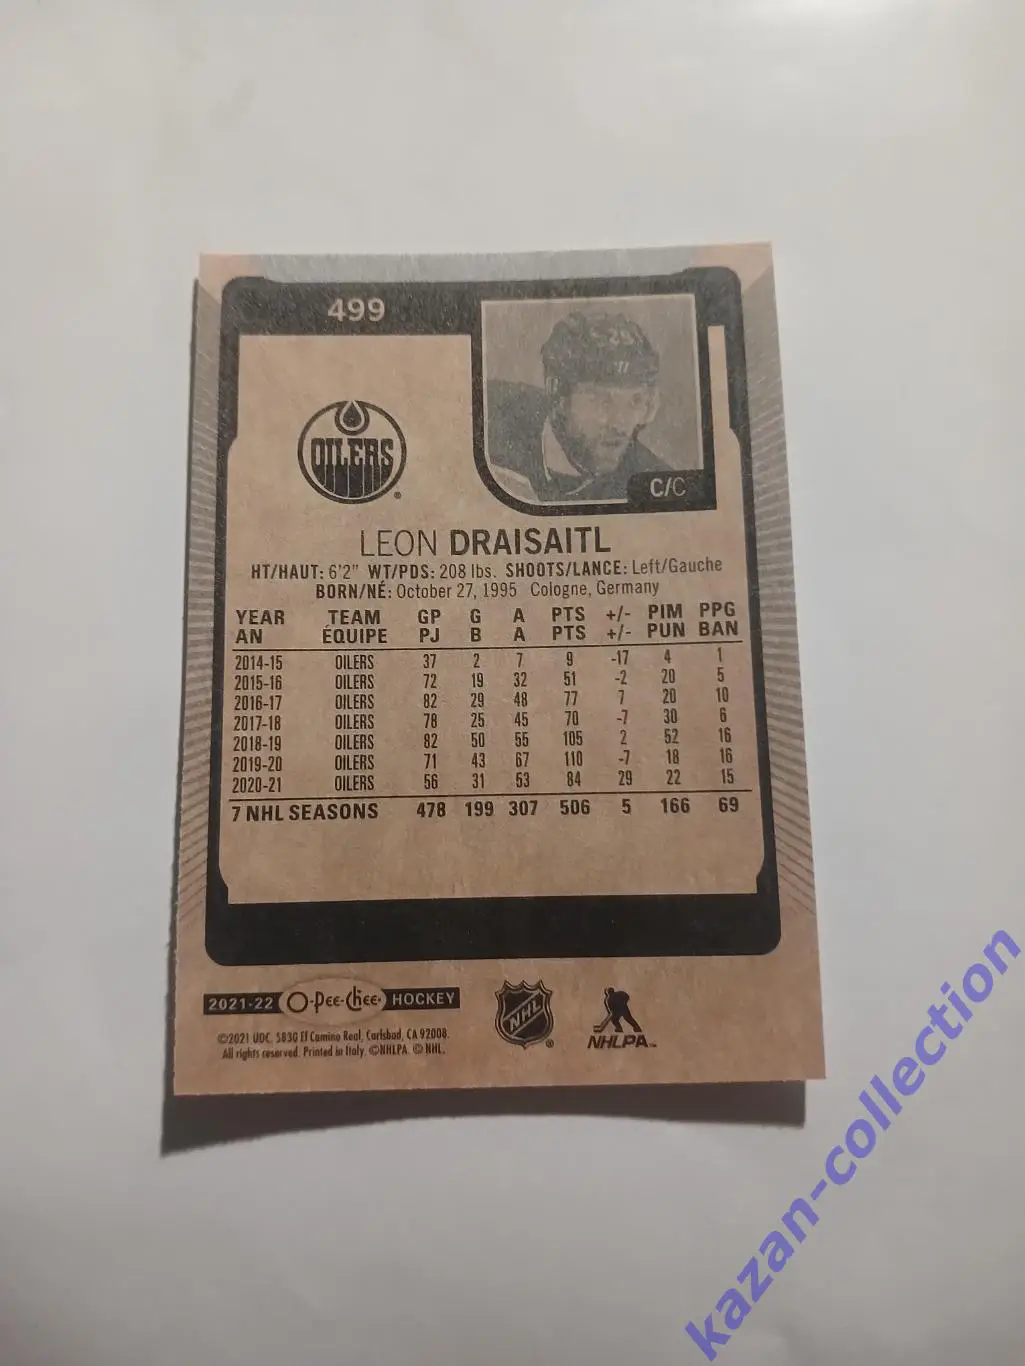 499
OILERS
C/C
LEON DRAISAITL
HT/HAUT: 6'2" WT/PDS: 208 lbs. SHOOTS/LANCE: Left/Gauche
BORN/NÉ: October 27, 1995 Cologne, Germany
YEAR TEAM GP G A PTS +/- PIM PPG
AN ÉQUIPE PJ B A PTS +/- PUN BAN
2014-15 OILERS 37 2 7 9 -17 4 1
2015-16 OILERS 72 19 32 51 -2 20 5
2016-17 OILERS 82 29 48 77 7 20 10
2017-18 OILERS 78 25 45 70 -7 30 6
2018-19 OILERS 82 50 55 105 2 52 16
2019-20 OILERS 71 43 67 110 -7 18 16
2020-21 OILERS 56 31 53 84 29 22 15
7 NHL SEASONS 478 199 307 506 5 166 69
2021-22 O-Pee-Chee HOCKEY
©2021 UDC. 5830 El Camino Real, Carlsbad, CA 92008.
All rights reserved. Printed in Italy. ©NHLPA. © NHL.
NHL
NHLPA
kazan-collection